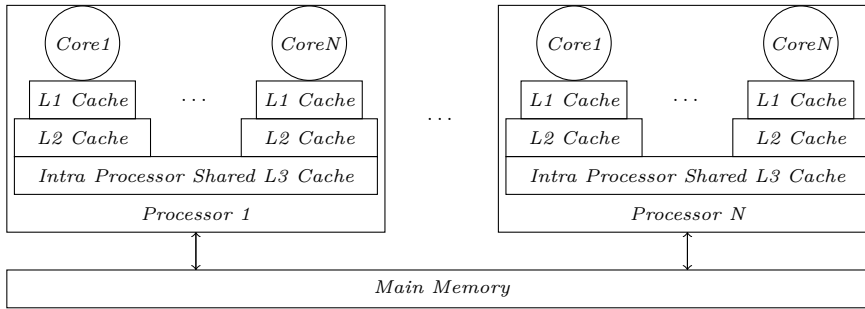 Core1 CoreN Core1 CoreN
L1 Cache ... L1 Cache L1 Cache ... L1 Cache
...
L2 Cache L2 Cache L2 Cache L2 Cache
Intra Processor Shared L3 Cache Intra Processor Shared L3 Cache
Processor 1 Processor N
Main Memory